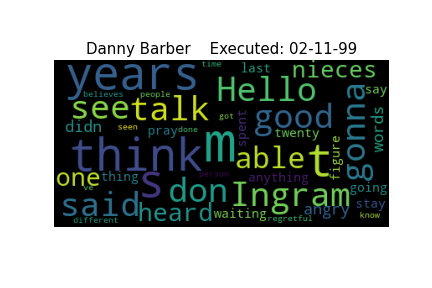 Danny Barber    Executed: 02-11-99
time
years
last
nieces
believes
people
Hello
say
see
talk
got
good
gonna
words
didn
pray
done
seen
spent
twenty
think
m
able
t
figure
one
thing
s
don
person
anything
going
ve
Ingram
said
heard
waiting
angry
stay
different
regretful
know